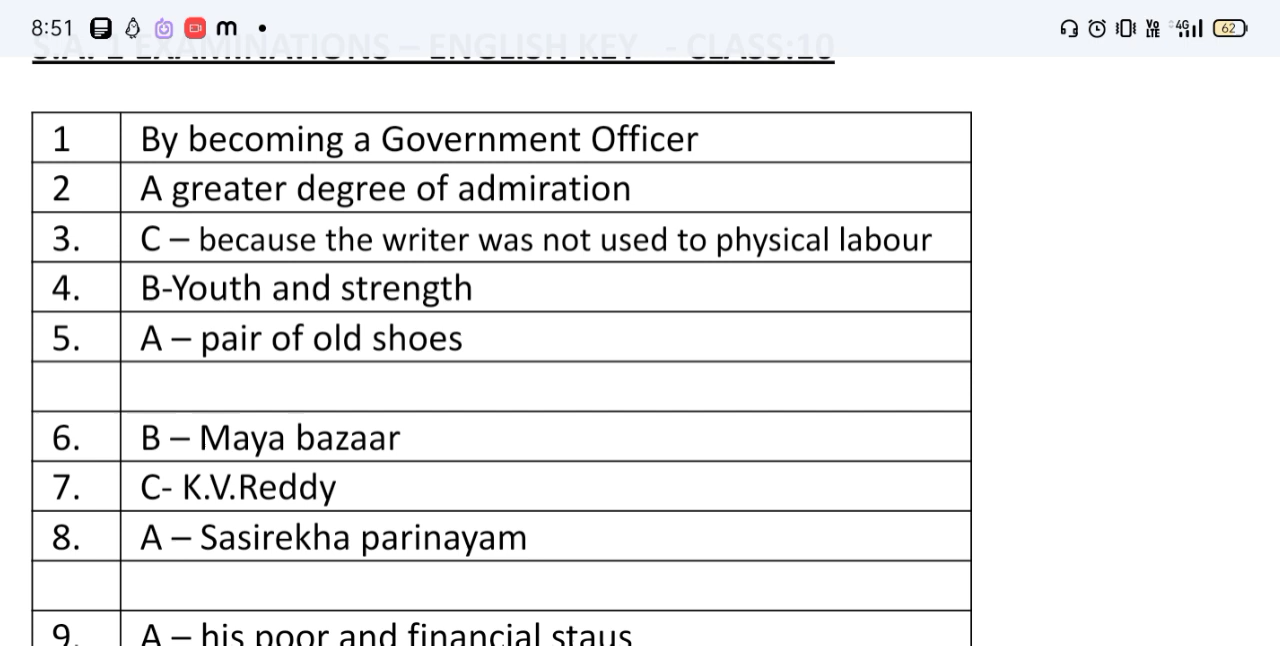 8:51 m 4G 62
S.A. 1 EXAMINATIONS – ENGLISH KEY - CLASS:10
1 By becoming a Government Officer
2 A greater degree of admiration
3. C – because the writer was not used to physical labour
4. B-Youth and strength
5. A – pair of old shoes
6. B – Maya bazaar
7. C- K.V.Reddy
8. A – Sasirekha parinayam
9. A – his poor and financial staus